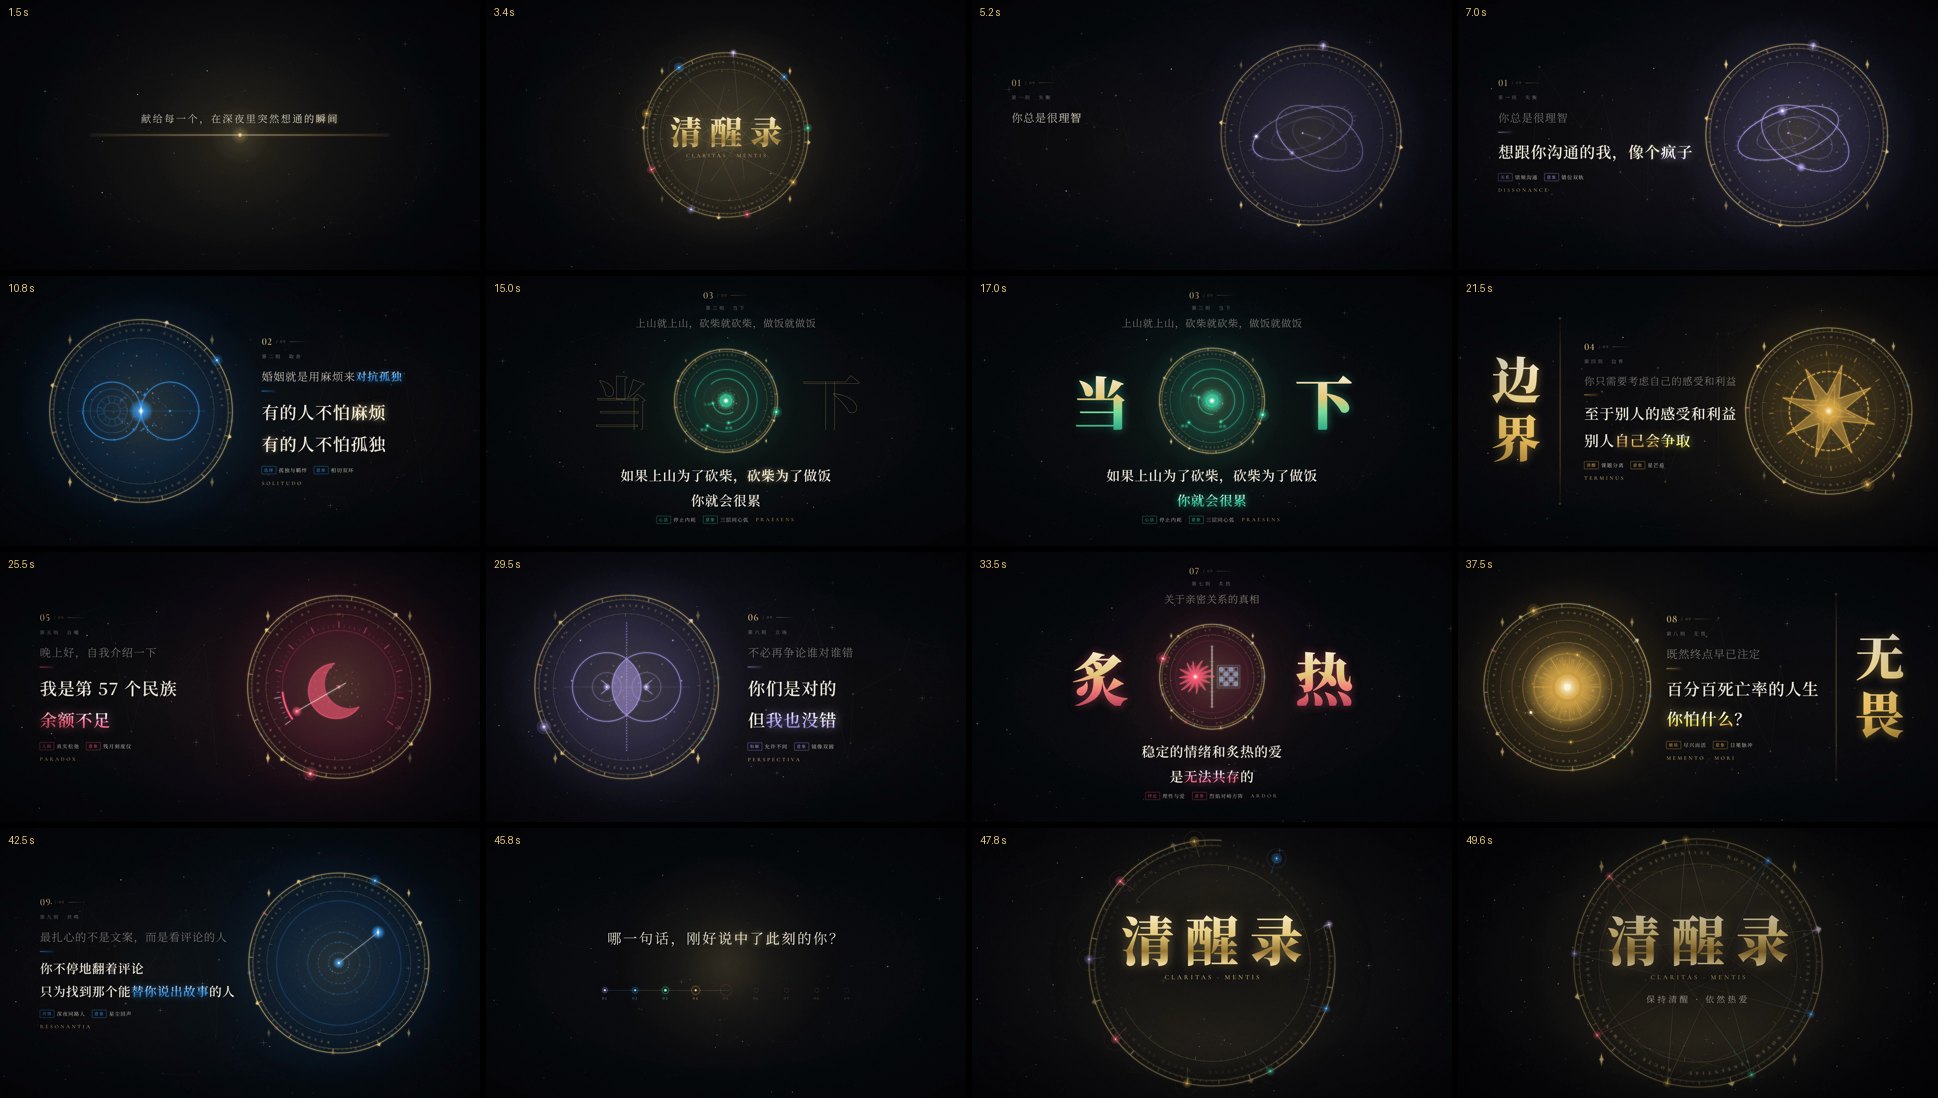 1.5 s
献给每一个，在深夜里突然想通的瞬间
3.4 s
清醒录
CLARITAS · MENTIS
5.2 s
01
你总是很理智
7.0 s
01
你总是很理智
想跟你沟通的我，像个疯子
DISSONANCE
10.8 s
02
婚姻就是用麻烦来对抗孤独
有的人不怕麻烦
有的人不怕孤独
SOLITUDO
15.0 s
03
上山就上山，砍柴就砍柴，做饭就做饭
当下
如果上山为了砍柴，砍柴为了做饭
你就会很累
PRAESENS
17.0 s
03
上山就上山，砍柴就砍柴，做饭就做饭
当下
如果上山为了砍柴，砍柴为了做饭
你就会很累
PRAESENS
21.5 s
边界
04
你只需要考虑自己的感受和利益
至于别人的感受和利益
别人自己会争取
TERMINUS
25.5 s
05
晚上好，自我介绍一下
我是第 57 个民族
余额不足
PARADOX
29.5 s
06
不必再争论谁对谁错
你们是对的
但我也没错
PERSPECTIVA
33.5 s
07
关于亲密关系的真相
炙热
稳定的情绪和炙热的爱
是无法共存的
ARDOR
37.5 s
08
既然终点早已注定
百分百死亡率的人生
你怕什么？
MEMENTO · MORI
无畏
42.5 s
09
最扎心的不是文案，而是看评论的人
你不停地翻着评论
只为找到那个能替你说出故事的人
RESONANTIA
45.8 s
哪一句话，刚好说中了此刻的你？
47.8 s
清醒录
CLARITAS · MENTIS
49.6 s
清醒录
CLARITAS · MENTIS
保持清醒 · 依然热爱